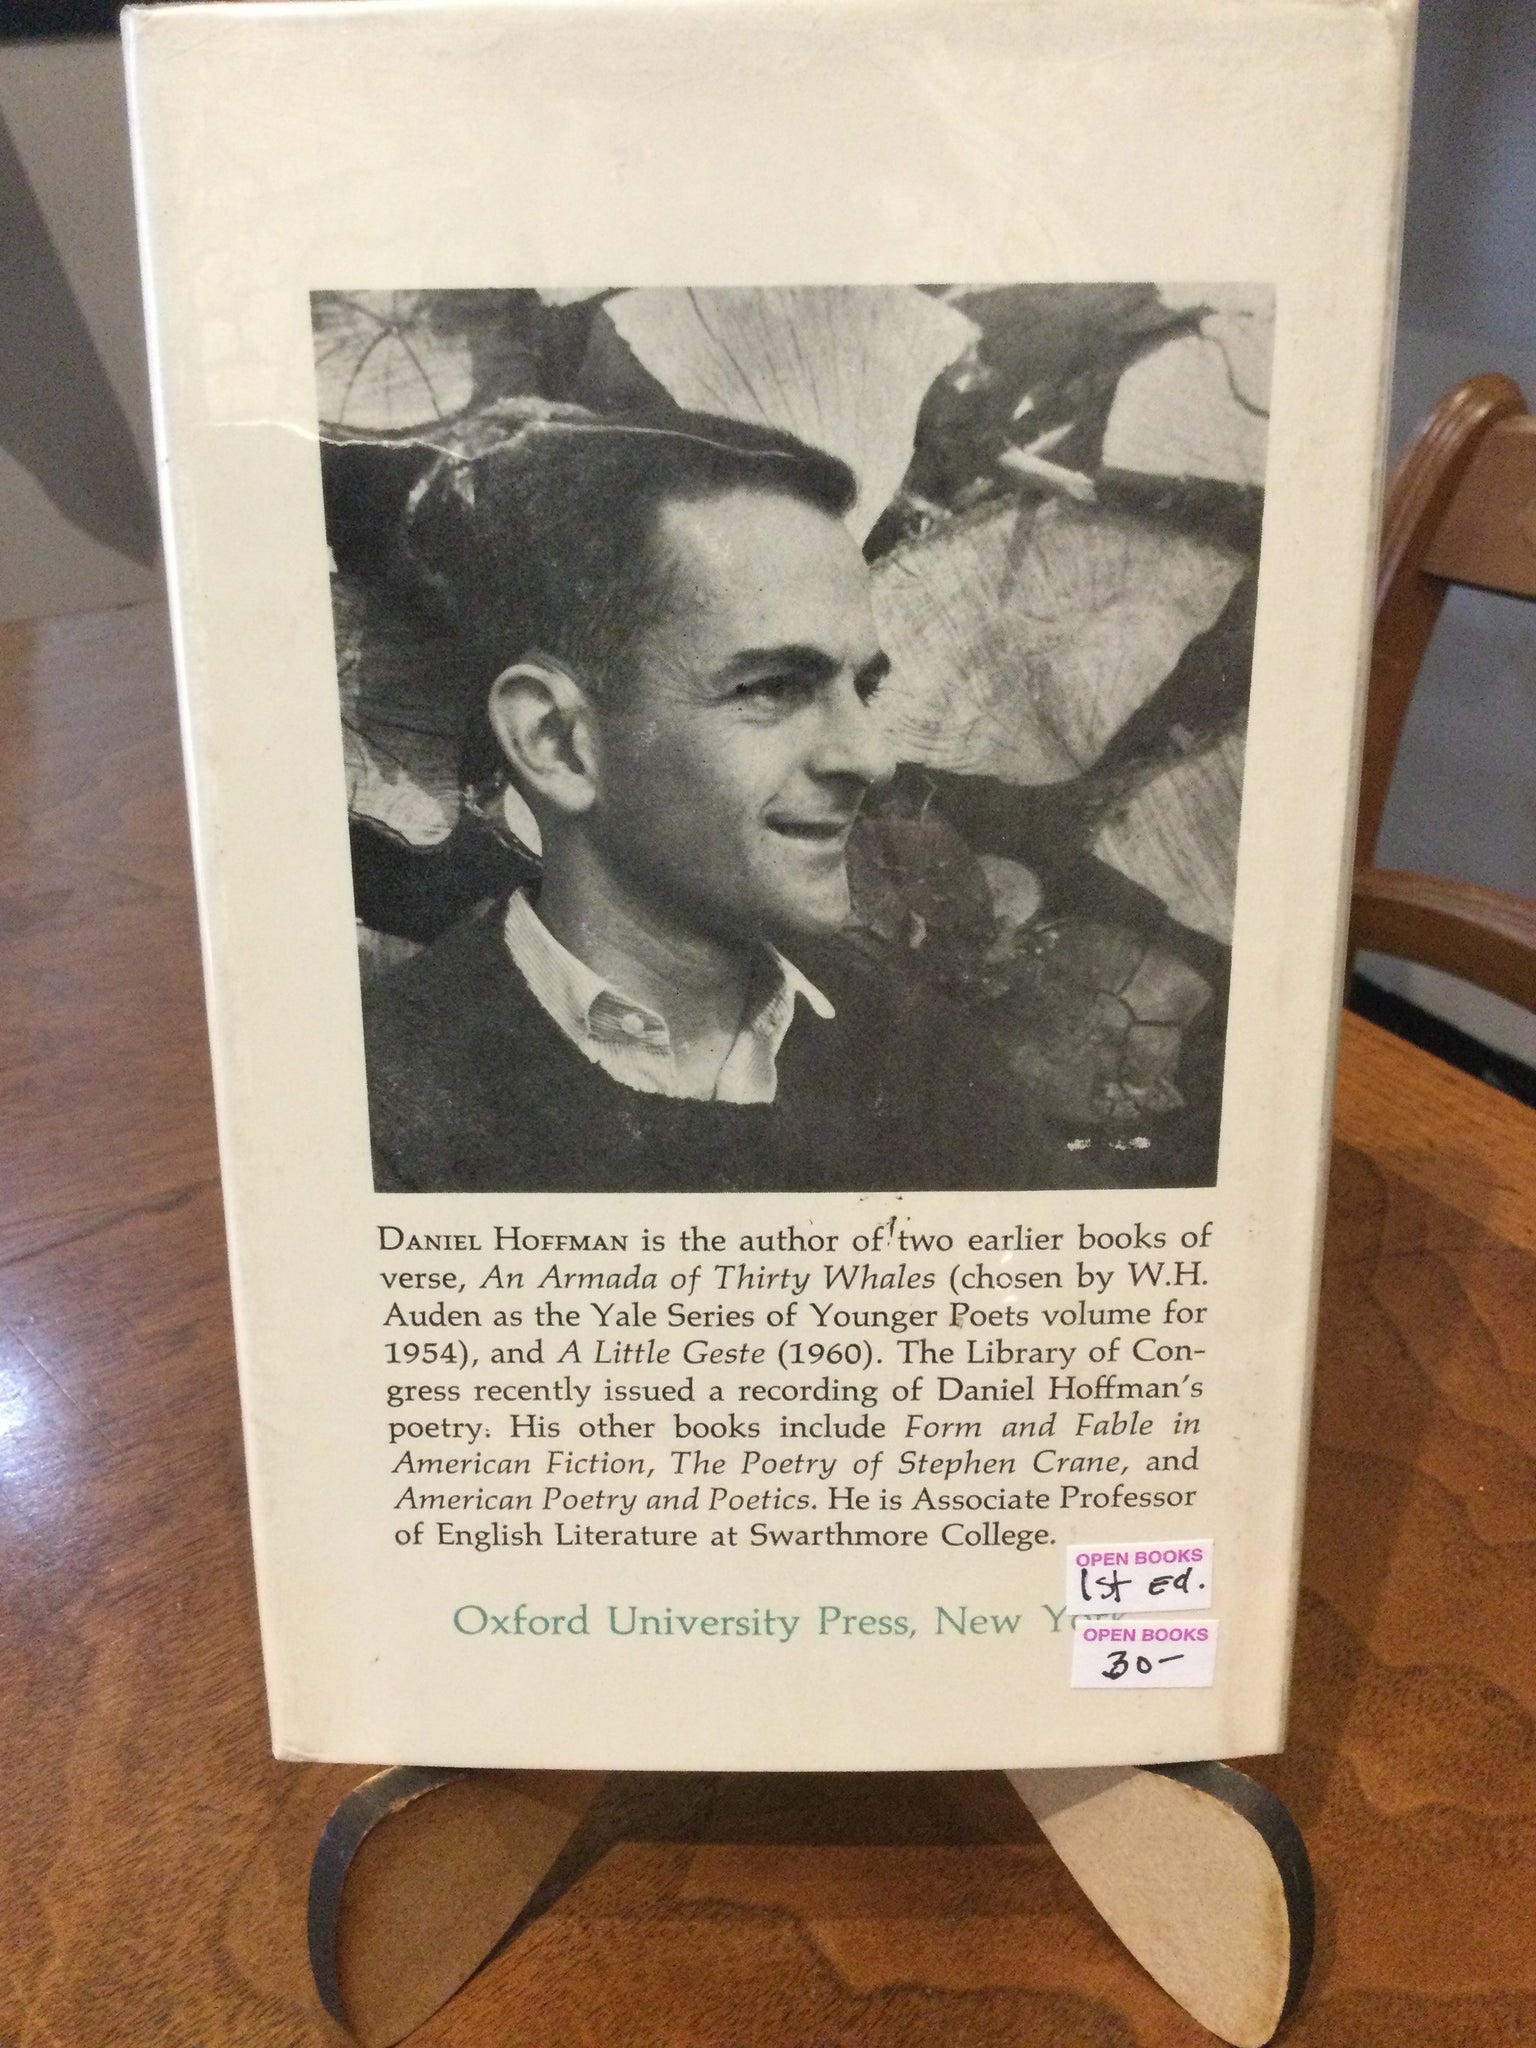 DANIEL HOFFMAN is the author of two earlier books of
verse, An Armada of Thirty Whales (chosen by W.H.
Auden as the Yale Series of Younger Poets volume for
1954), and A Little Geste (1960). The Library of Con-
gress recently issued a recording of Daniel Hoffman's
poetry. His other books include Form and Fable in
American Fiction, The Poetry of Stephen Crane, and
American Poetry and Poetics. He is Associate Professor
of English Literature at Swarthmore College.
OPEN BOOKS
1st Ed.
Oxford University Press, New York
OPEN BOOKS
30-